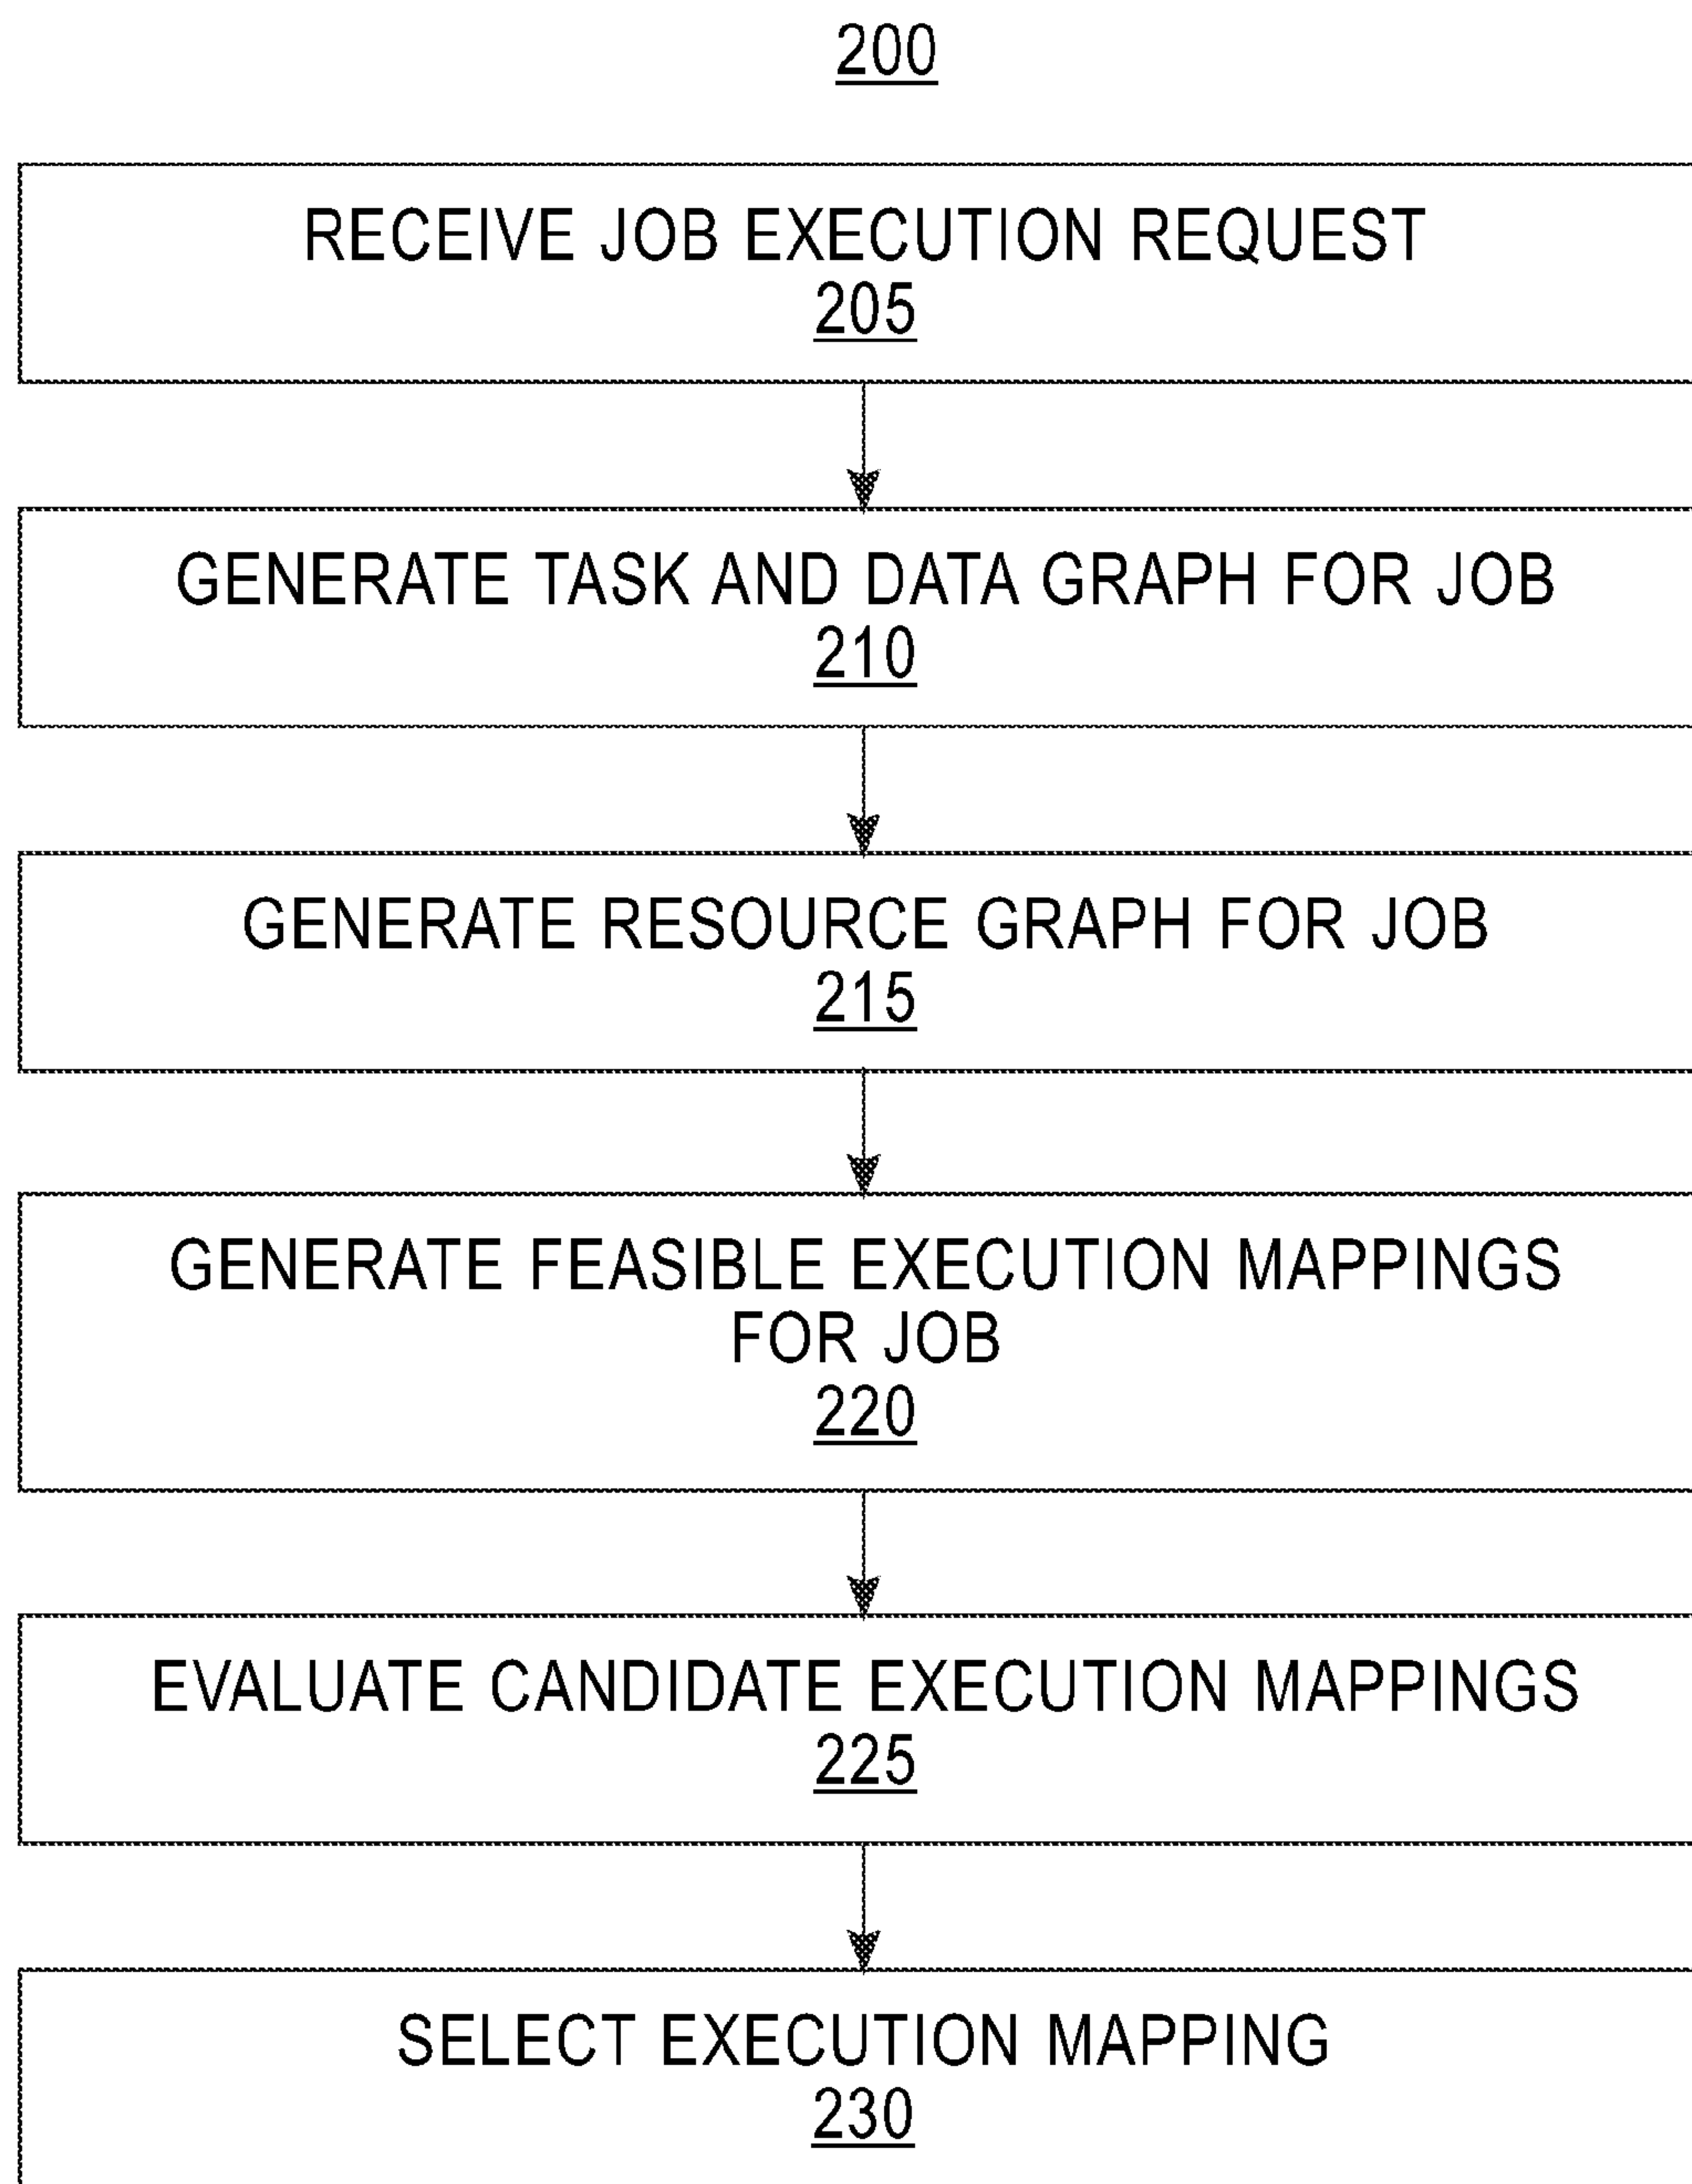 200
RECEIVE JOB EXECUTION REQUEST
205
GENERATE TASK AND DATA GRAPH FOR JOB
210
GENERATE RESOURCE GRAPH FOR JOB
215
GENERATE FEASIBLE EXECUTION MAPPINGS
FOR JOB
220
EVALUATE CANDIDATE EXECUTION MAPPINGS
225
SELECT EXECUTION MAPPING
230